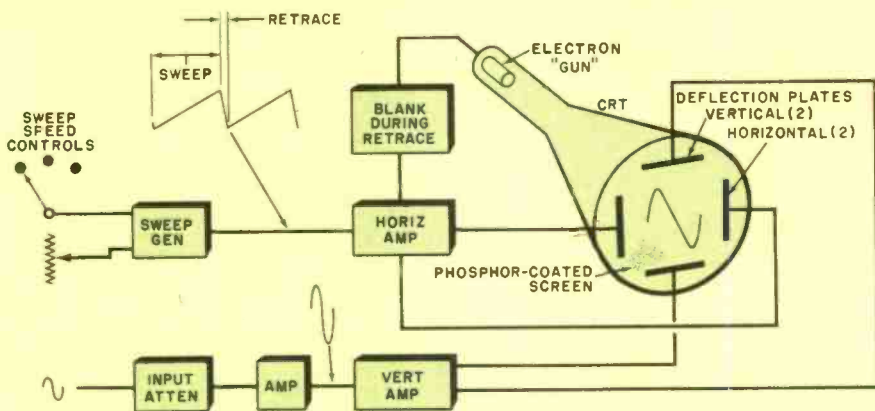 RETRACE
SWEEP
SWEEP
SPEED
CONTROLS
SWEEP
GEN
BLANK
DURING
RETRACE
HORIZ
AMP
ELECTRON
"GUN"
CRT
DEFLECTION PLATES
VERTICAL (2)
HORIZONTAL (2)
PHOSPHOR-COATED
SCREEN
INPUT
ATTEN
AMP
VERT
AMP